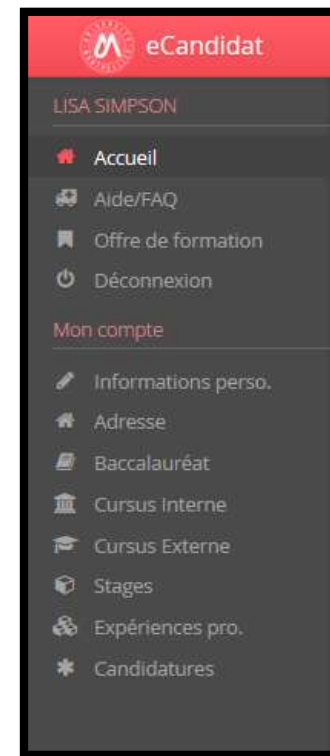 eCandidat
LISA SIMPSON
Accueil
Aide/FAQ
Offre de formation
Déconnexion
Mon compte
Informations perso.
Adresse
Baccalauréat
Cursus Interne
Cursus Externe
Stages
Expériences pro.
Candidatures